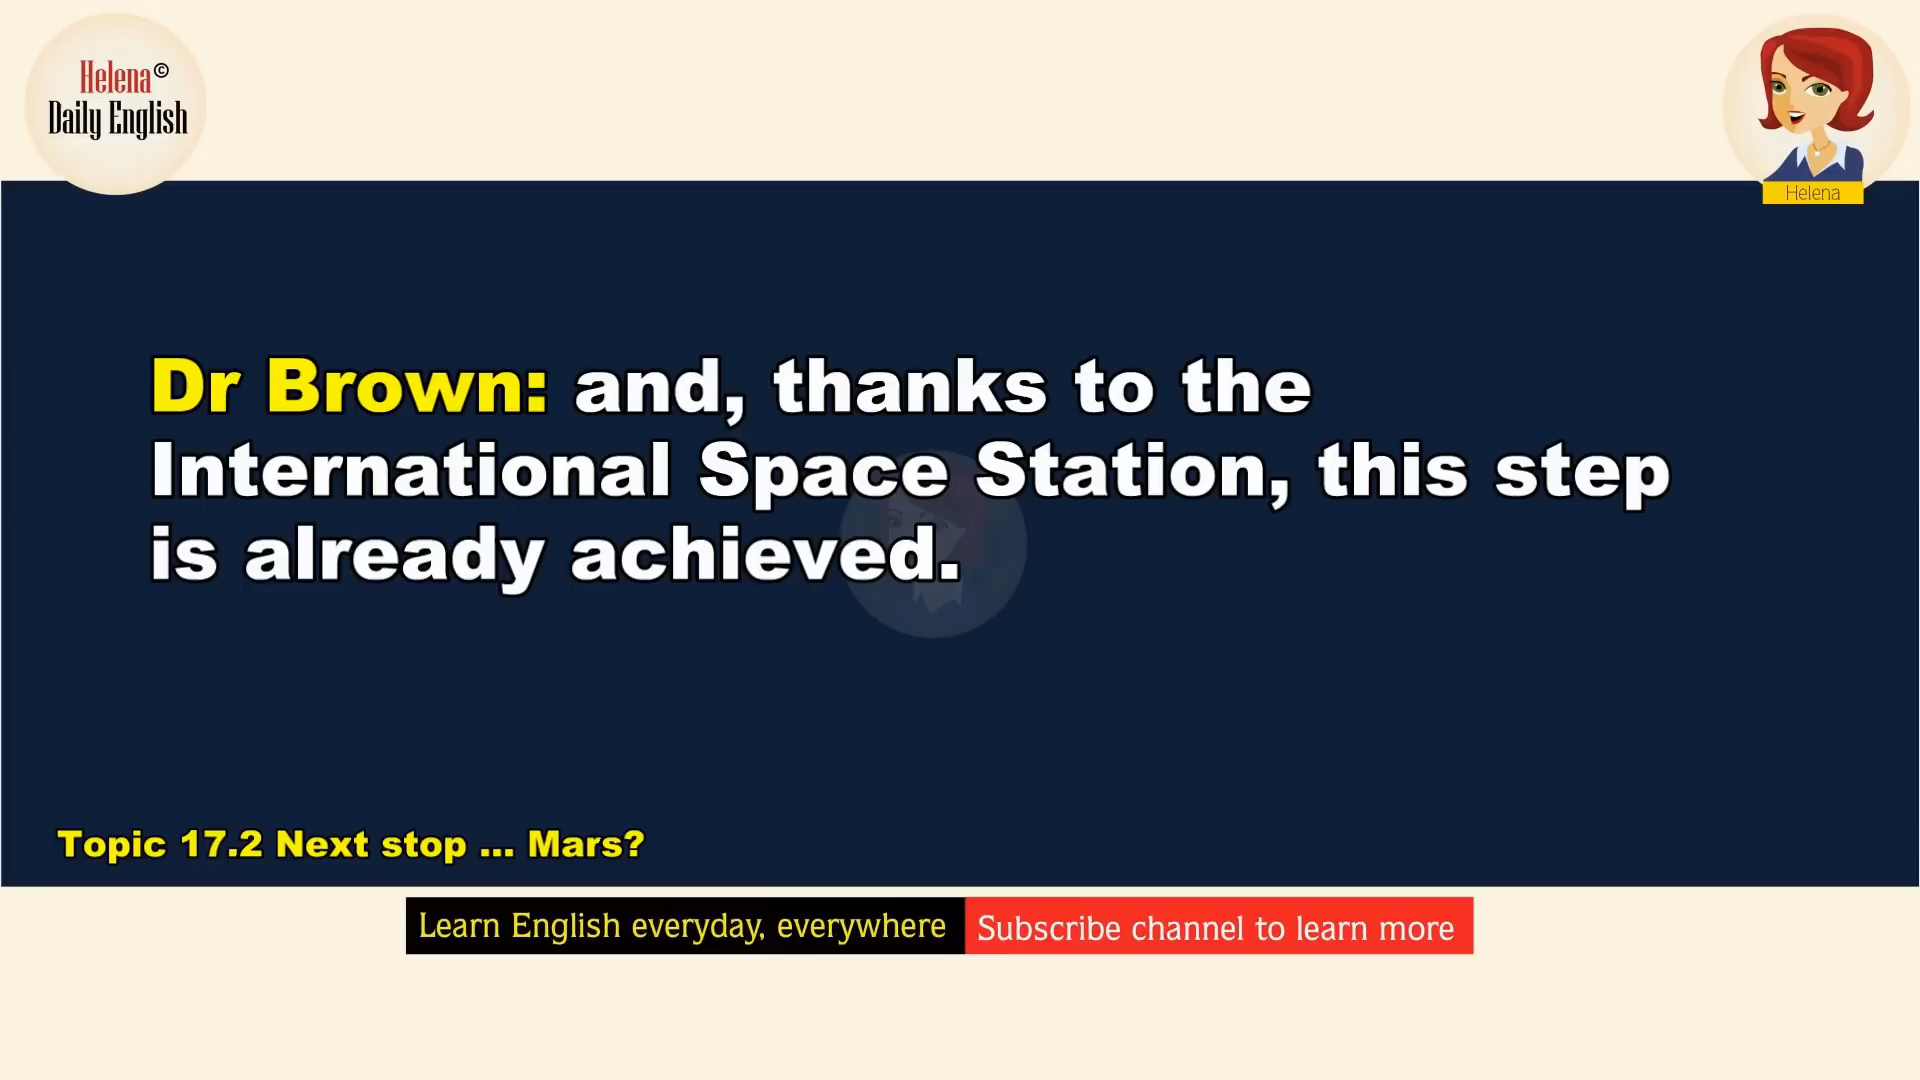 Helena©
Daily English
Helena
Dr Brown: and, thanks to the
International Space Station, this step
is already achieved.
Topic 17.2 Next stop ... Mars?
Learn English everyday, everywhere
Subscribe channel to learn more